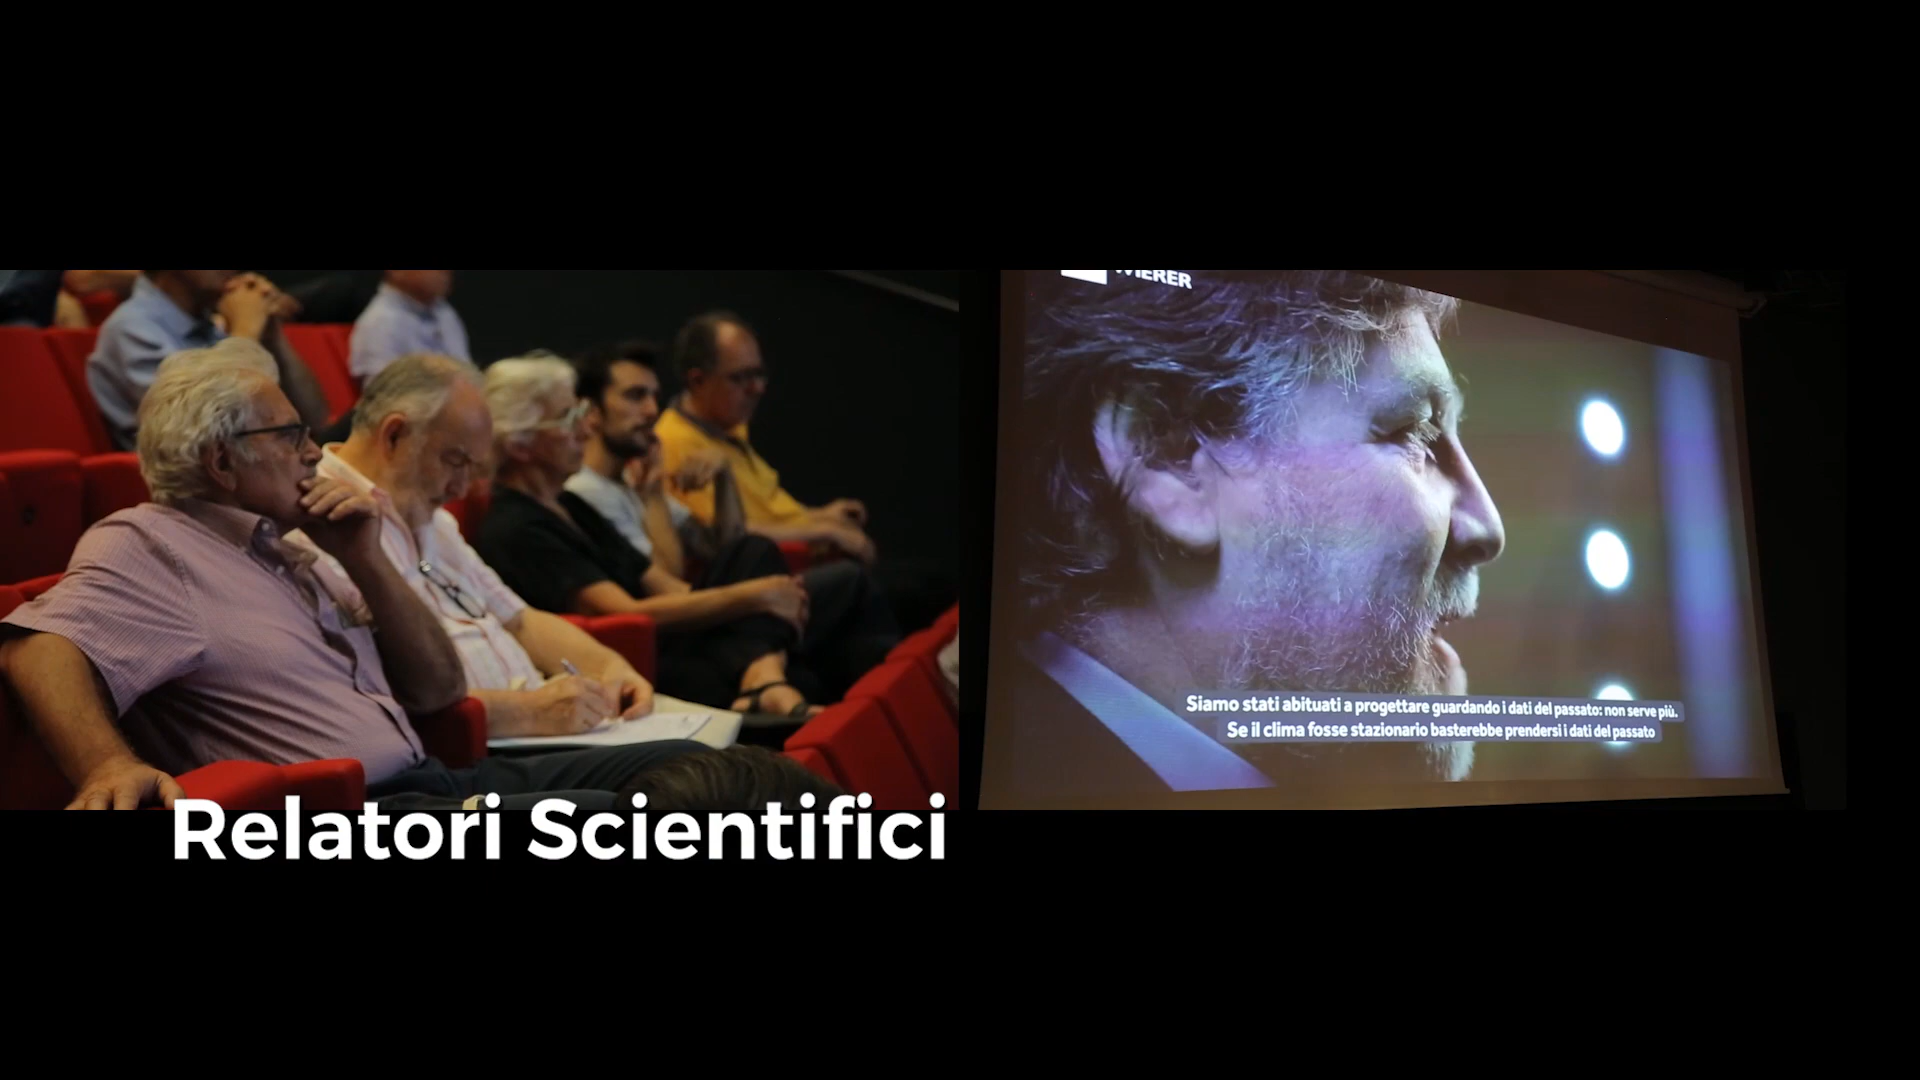 WIERER
Siamo stati abituati a progettare guardando i dati del passato: non serve più.
Se il clima fosse stazionario basterebbe prendersi i dati del passato
Relatori Scientifici